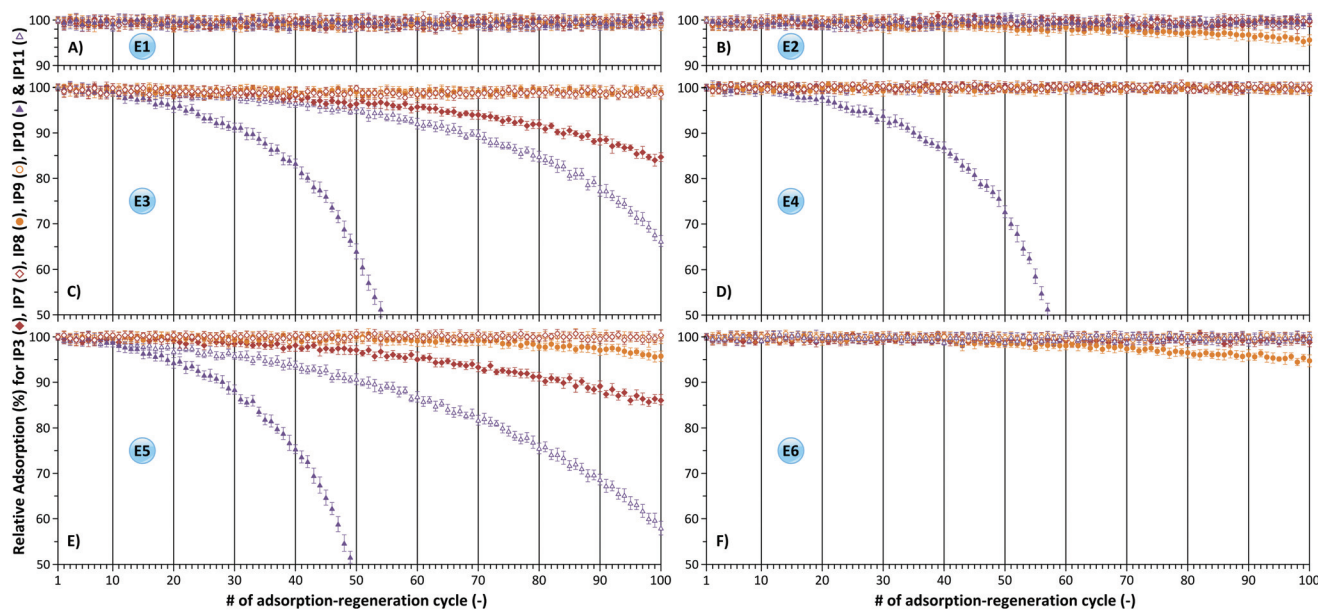 Relative Adsorption (%) for IP3 (◆), IP7 (◇), IP8 (●), IP9 (○), IP10 (▲) & IP11 (△)
100
90
A)
E1
100
90
B)
E2
100
90
80
70
60
50
C)
E3
100
90
80
70
60
50
D)
E4
100
90
80
70
60
50
E)
E5
1 10 20 30 40 50 60 70 80 90 100
# of adsorption-regeneration cycle (-)
100
90
80
70
60
50
F)
E6
1 10 20 30 40 50 60 70 80 90 100
# of adsorption-regeneration cycle (-)